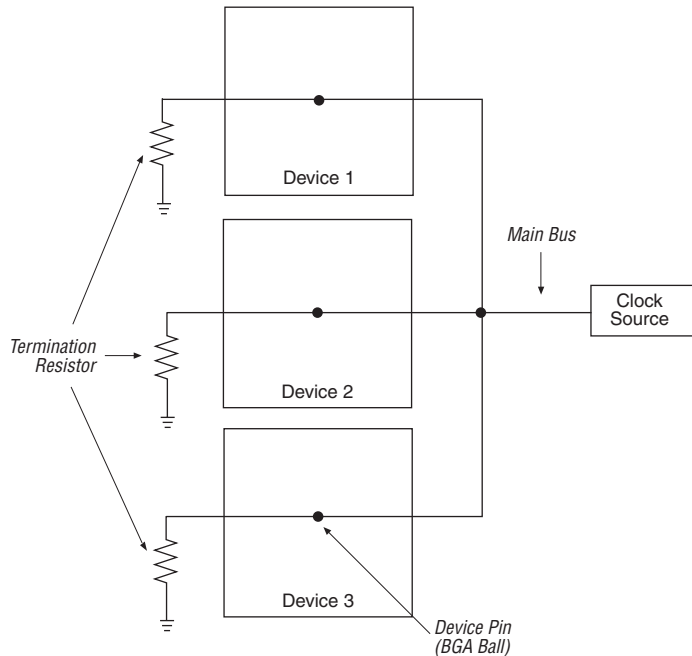 Device 1
Main Bus
Clock
Source
Termination
Resistor
Device 2
Device 3
Device Pin
(BGA Ball)